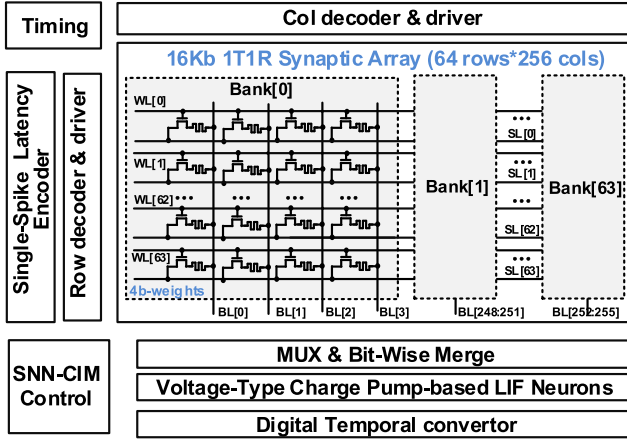 Timing
Col decoder & driver
16Kb 1T1R Synaptic Array (64 rows*256 cols)
Single-Spike Latency
Encoder
Row decoder & driver
Bank[0]
WL[0]
WL[1]
WL[62]
WL[63]
4b-weights
BL[0]
BL[1]
BL[2]
BL[3]
Bank[1]
BL[248:251]
SL[0]
SL[1]
SL[62]
SL[63]
Bank[63]
BL[252:255]
SNN-CIM
Control
MUX & Bit-Wise Merge
Voltage-Type Charge Pump-based LIF Neurons
Digital Temporal convertor